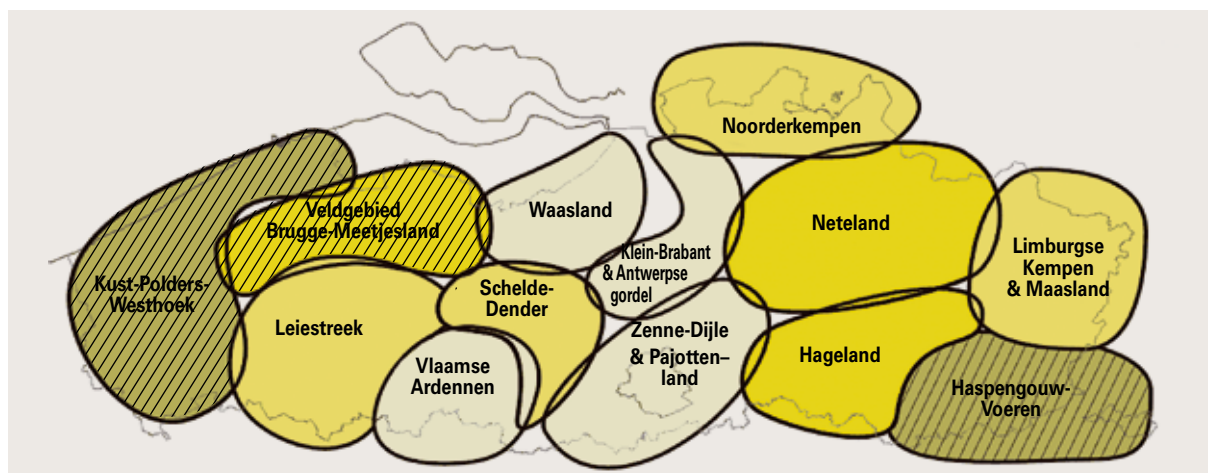 Noorderkempen
Veldgebied
Brugge-Meetjesland
Waasland
Neteland
Klein-Brabant
& Antwerpse
gordel
Limburgse
Kempen
& Maasland
Kust-Polders-
Westhoek
Schelde-
Dender
Leiestreek
Zenne-Dijle
& Pajotten–
land
Hageland
Vlaamse
Ardennen
Haspengouw-
Voeren